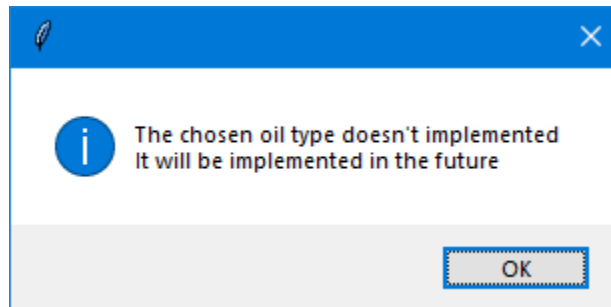 The chosen oil type doesn't implemented
It will be implemented in the future
OK